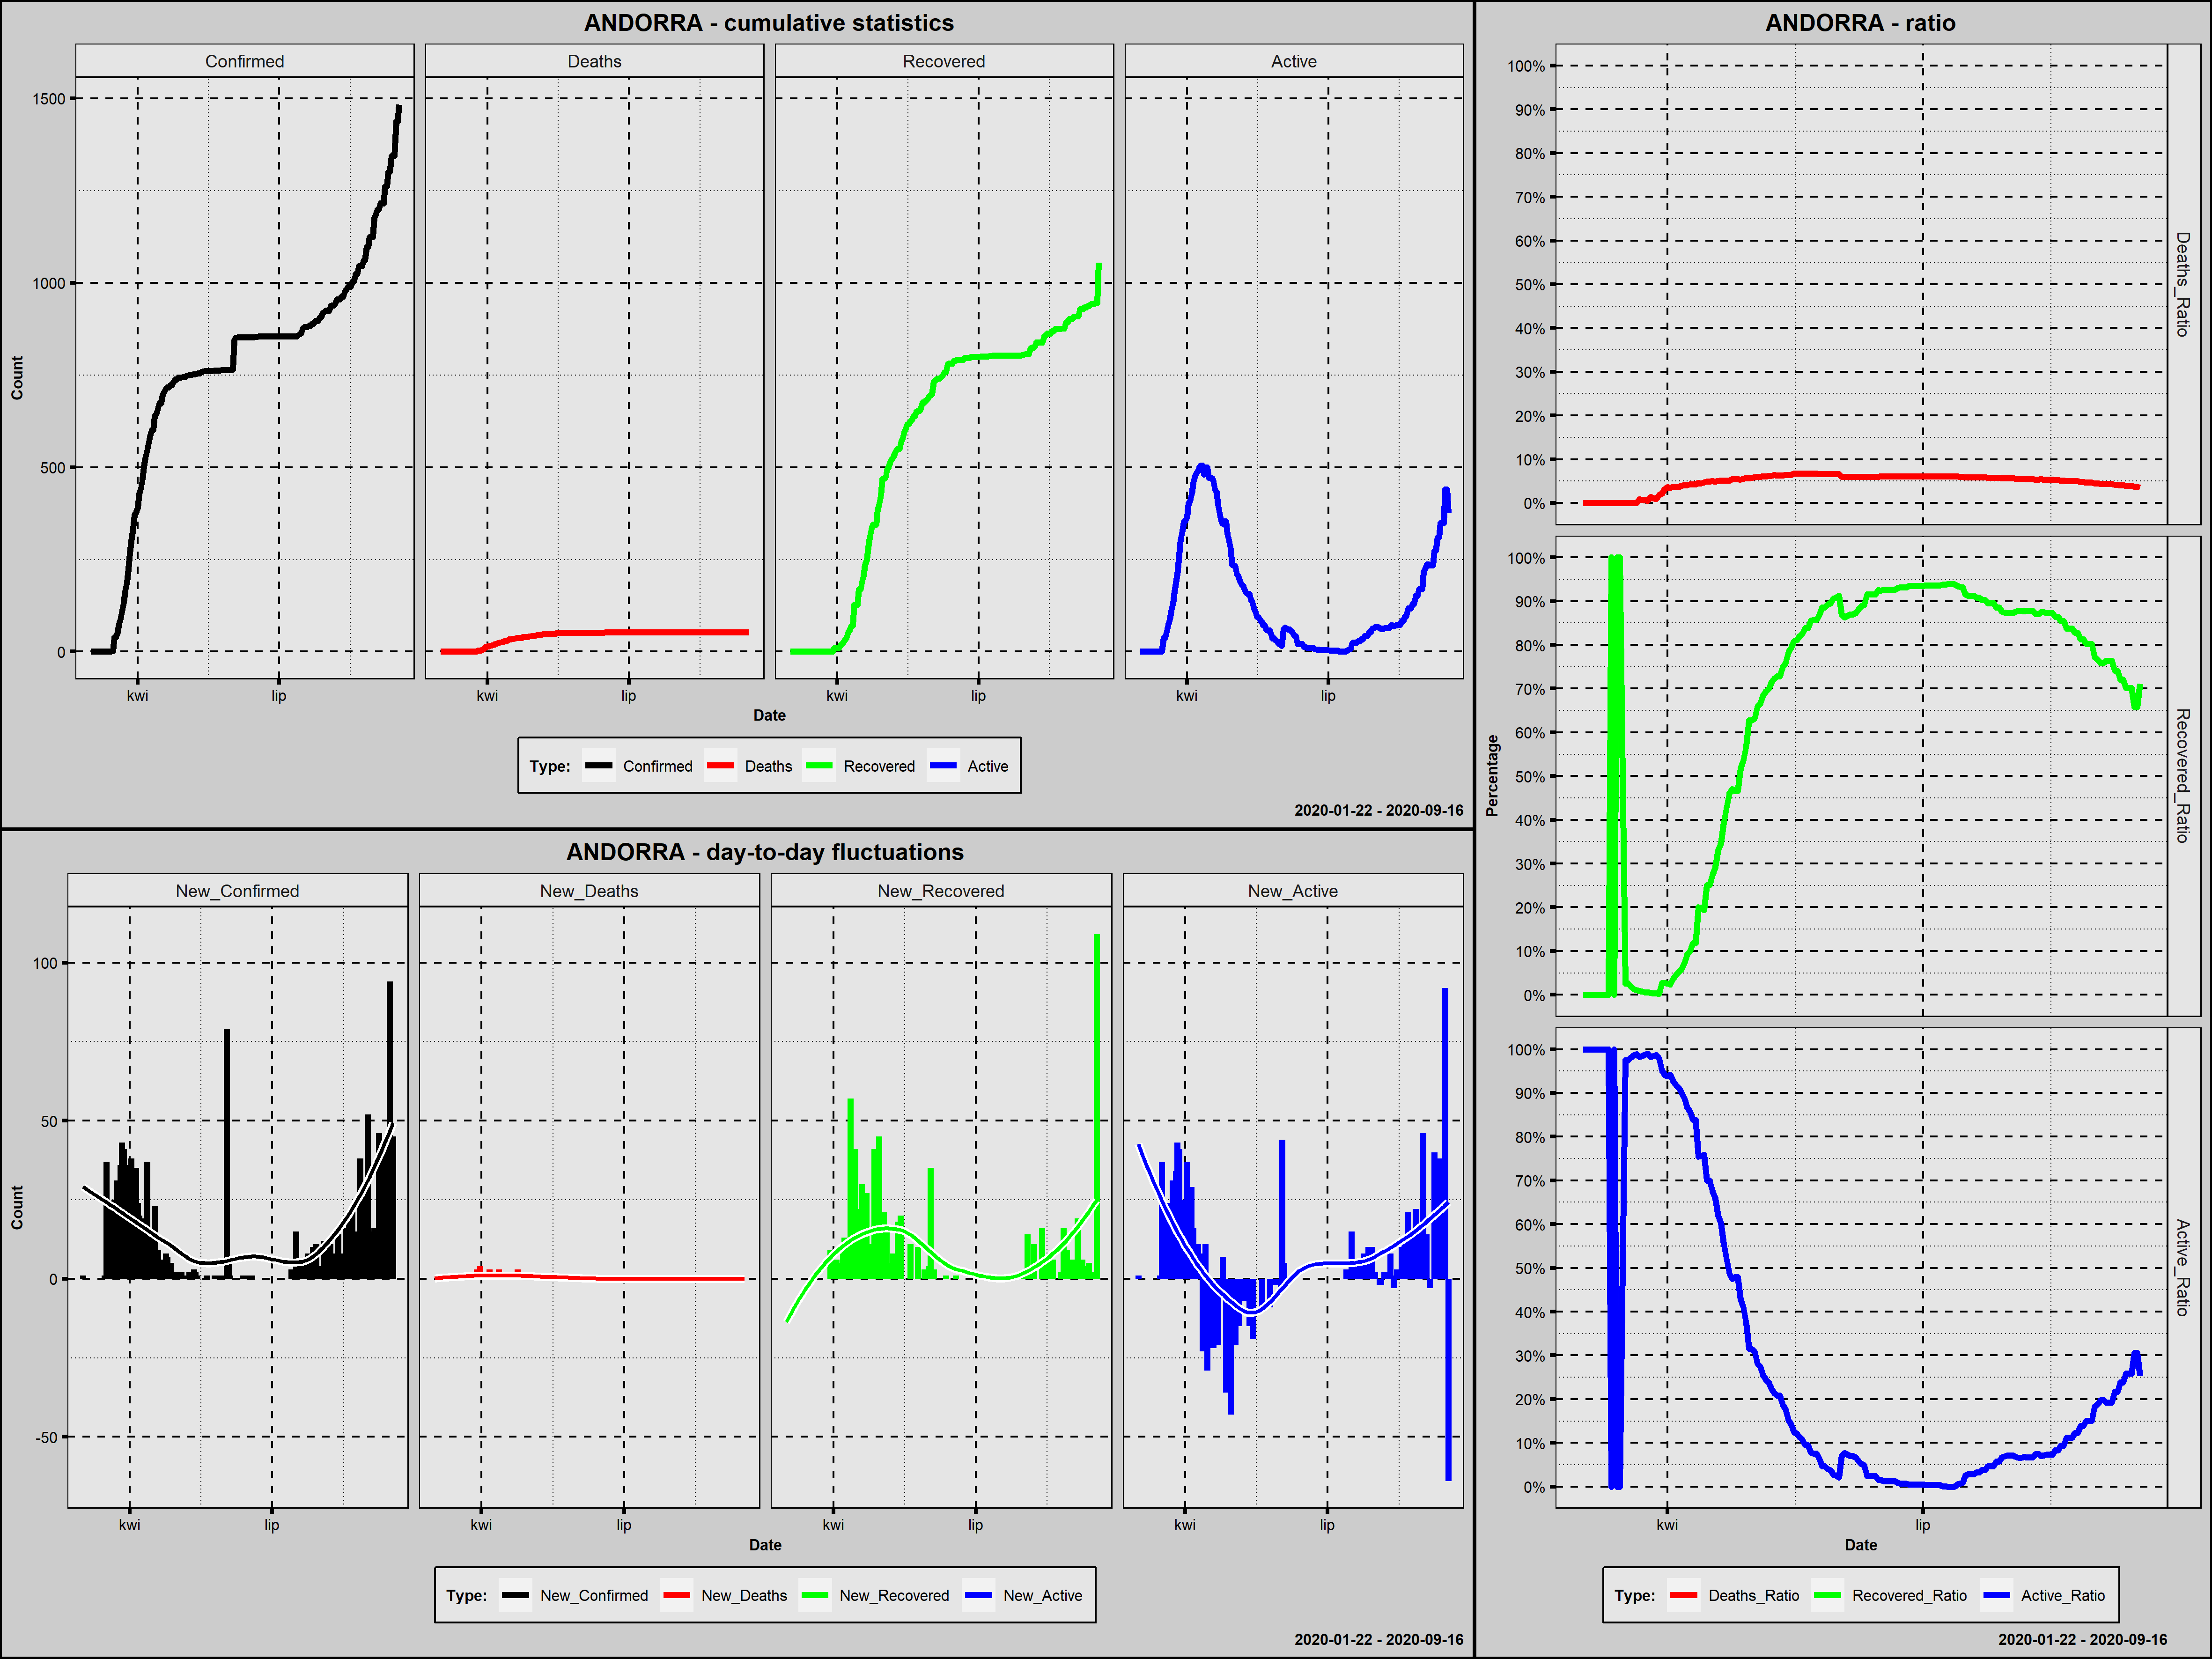 ANDORRA - cumulative statistics
Confirmed Deaths Recovered Active
1500
1000
500
0
Count
kwi lip kwi lip kwi lip kwi lip
Date
Type: Confirmed Deaths Recovered Active
2020-01-22 - 2020-09-16
ANDORRA - day-to-day fluctuations
New_Confirmed New_Deaths New_Recovered New_Active
100
50
0
-50
Count
kwi lip kwi lip kwi lip kwi lip
Date
Type: New_Confirmed New_Deaths New_Recovered New_Active
2020-01-22 - 2020-09-16
ANDORRA - ratio
100%
90%
80%
70%
60%
50%
40%
30%
20%
10%
0%
Deaths_Ratio
100%
90%
80%
70%
60%
50%
40%
30%
20%
10%
0%
Recovered_Ratio
Percentage
100%
90%
80%
70%
60%
50%
40%
30%
20%
10%
0%
Active_Ratio
kwi lip
Date
Type: Deaths_Ratio Recovered_Ratio Active_Ratio
2020-01-22 - 2020-09-16